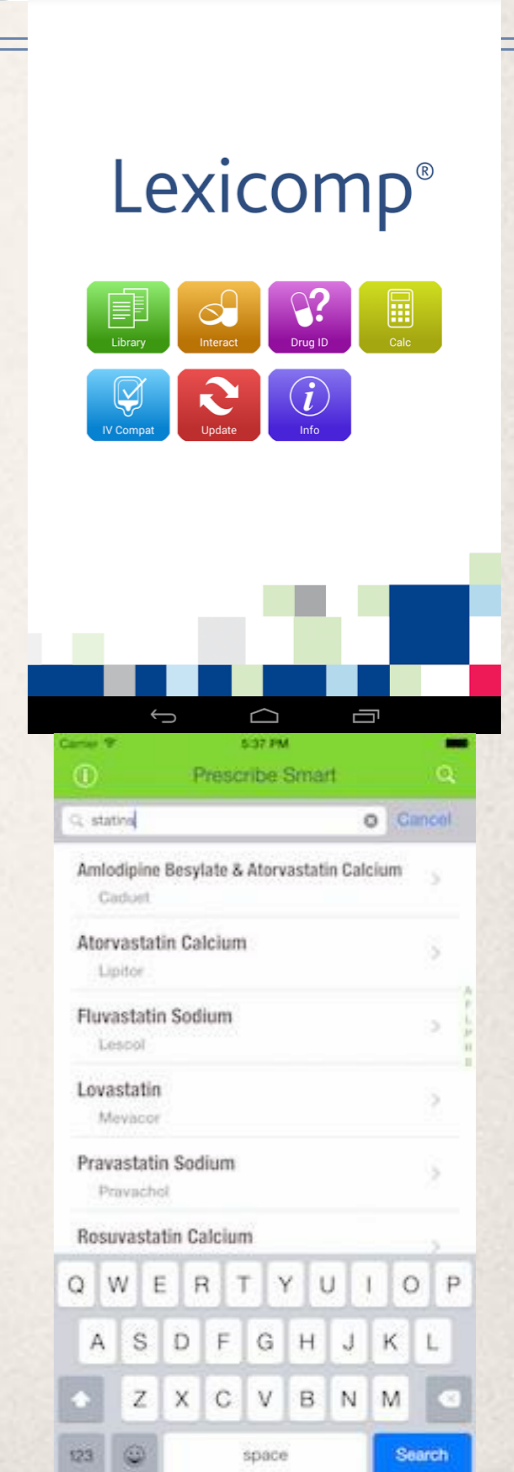 Lexicomp®
Library Interact Drug ID Calc
IV Compat Update Info
Carrier 5:37 PM
Prescribe Smart
statins Cancel
Amlodipine Besylate & Atorvastatin Calcium
Caduet
Atorvastatin Calcium
Lipitor
Fluvastatin Sodium
Lescol
Lovastatin
Mevacor
Pravastatin Sodium
Pravachol
Rosuvastatin Calcium
A
F
L
P
R
S
Q W E R T Y U I O P
A S D F G H J K L
Z X C V B N M
123 space Search